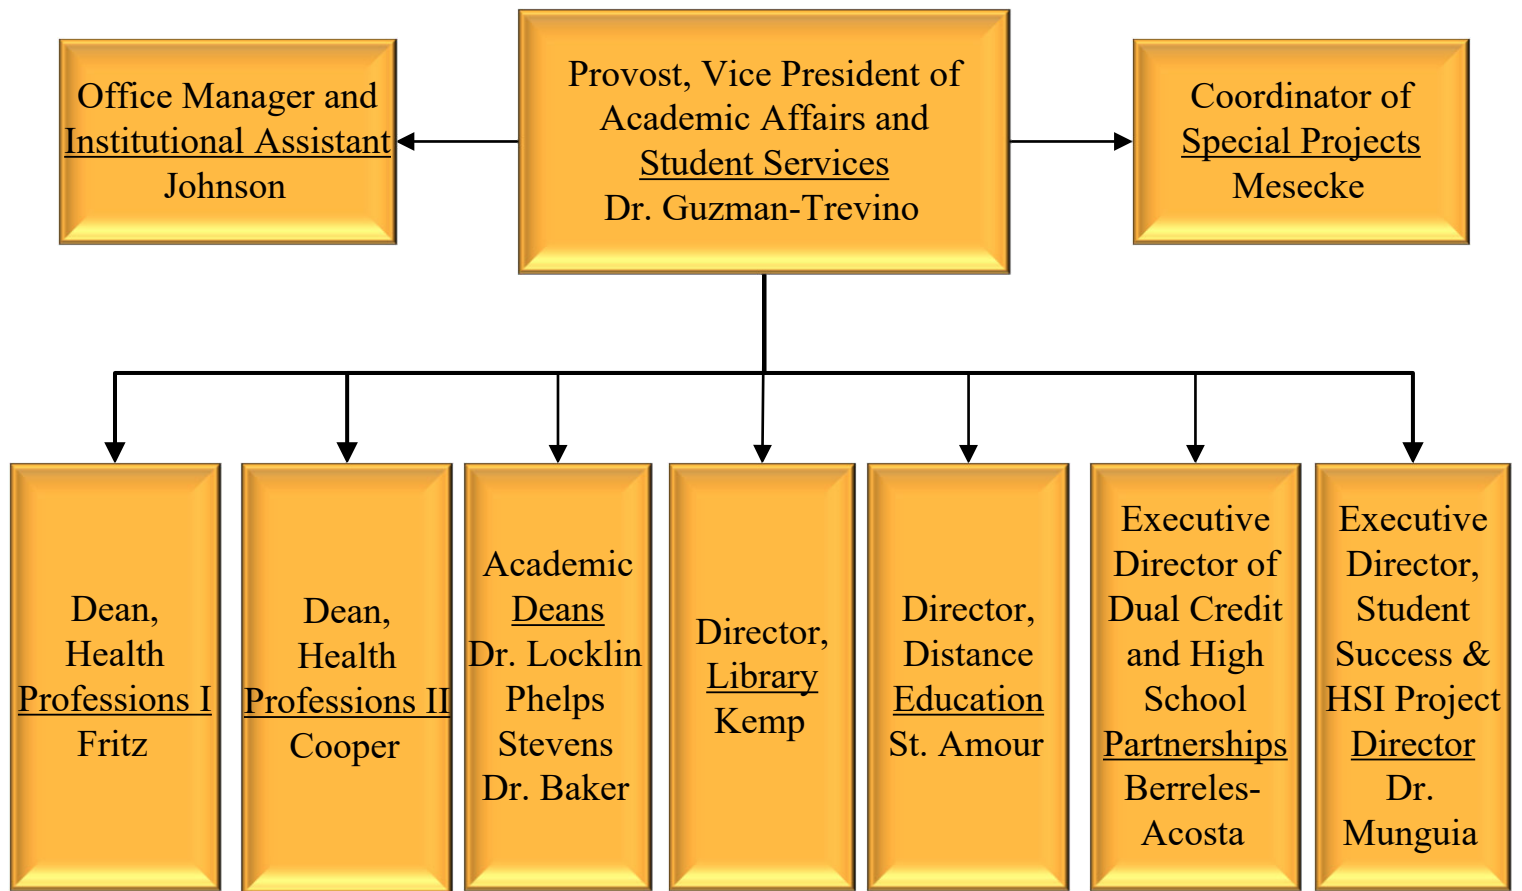 Office Manager and
Institutional Assistant
Johnson
Provost, Vice President of
Academic Affairs and
Student Services
Dr. Guzman-Trevino
Coordinator of
Special Projects
Mesecke
Dean,
Health
Professions I
Fritz
Dean,
Health
Professions II
Cooper
Academic
Deans
Dr. Locklin
Phelps
Stevens
Dr. Baker
Director,
Library
Kemp
Director,
Distance
Education
St. Amour
Executive
Director of
Dual Credit
and High
School
Partnerships
Berreles-
Acosta
Executive
Director,
Student
Success &
HSI Project
Director
Dr.
Munguia